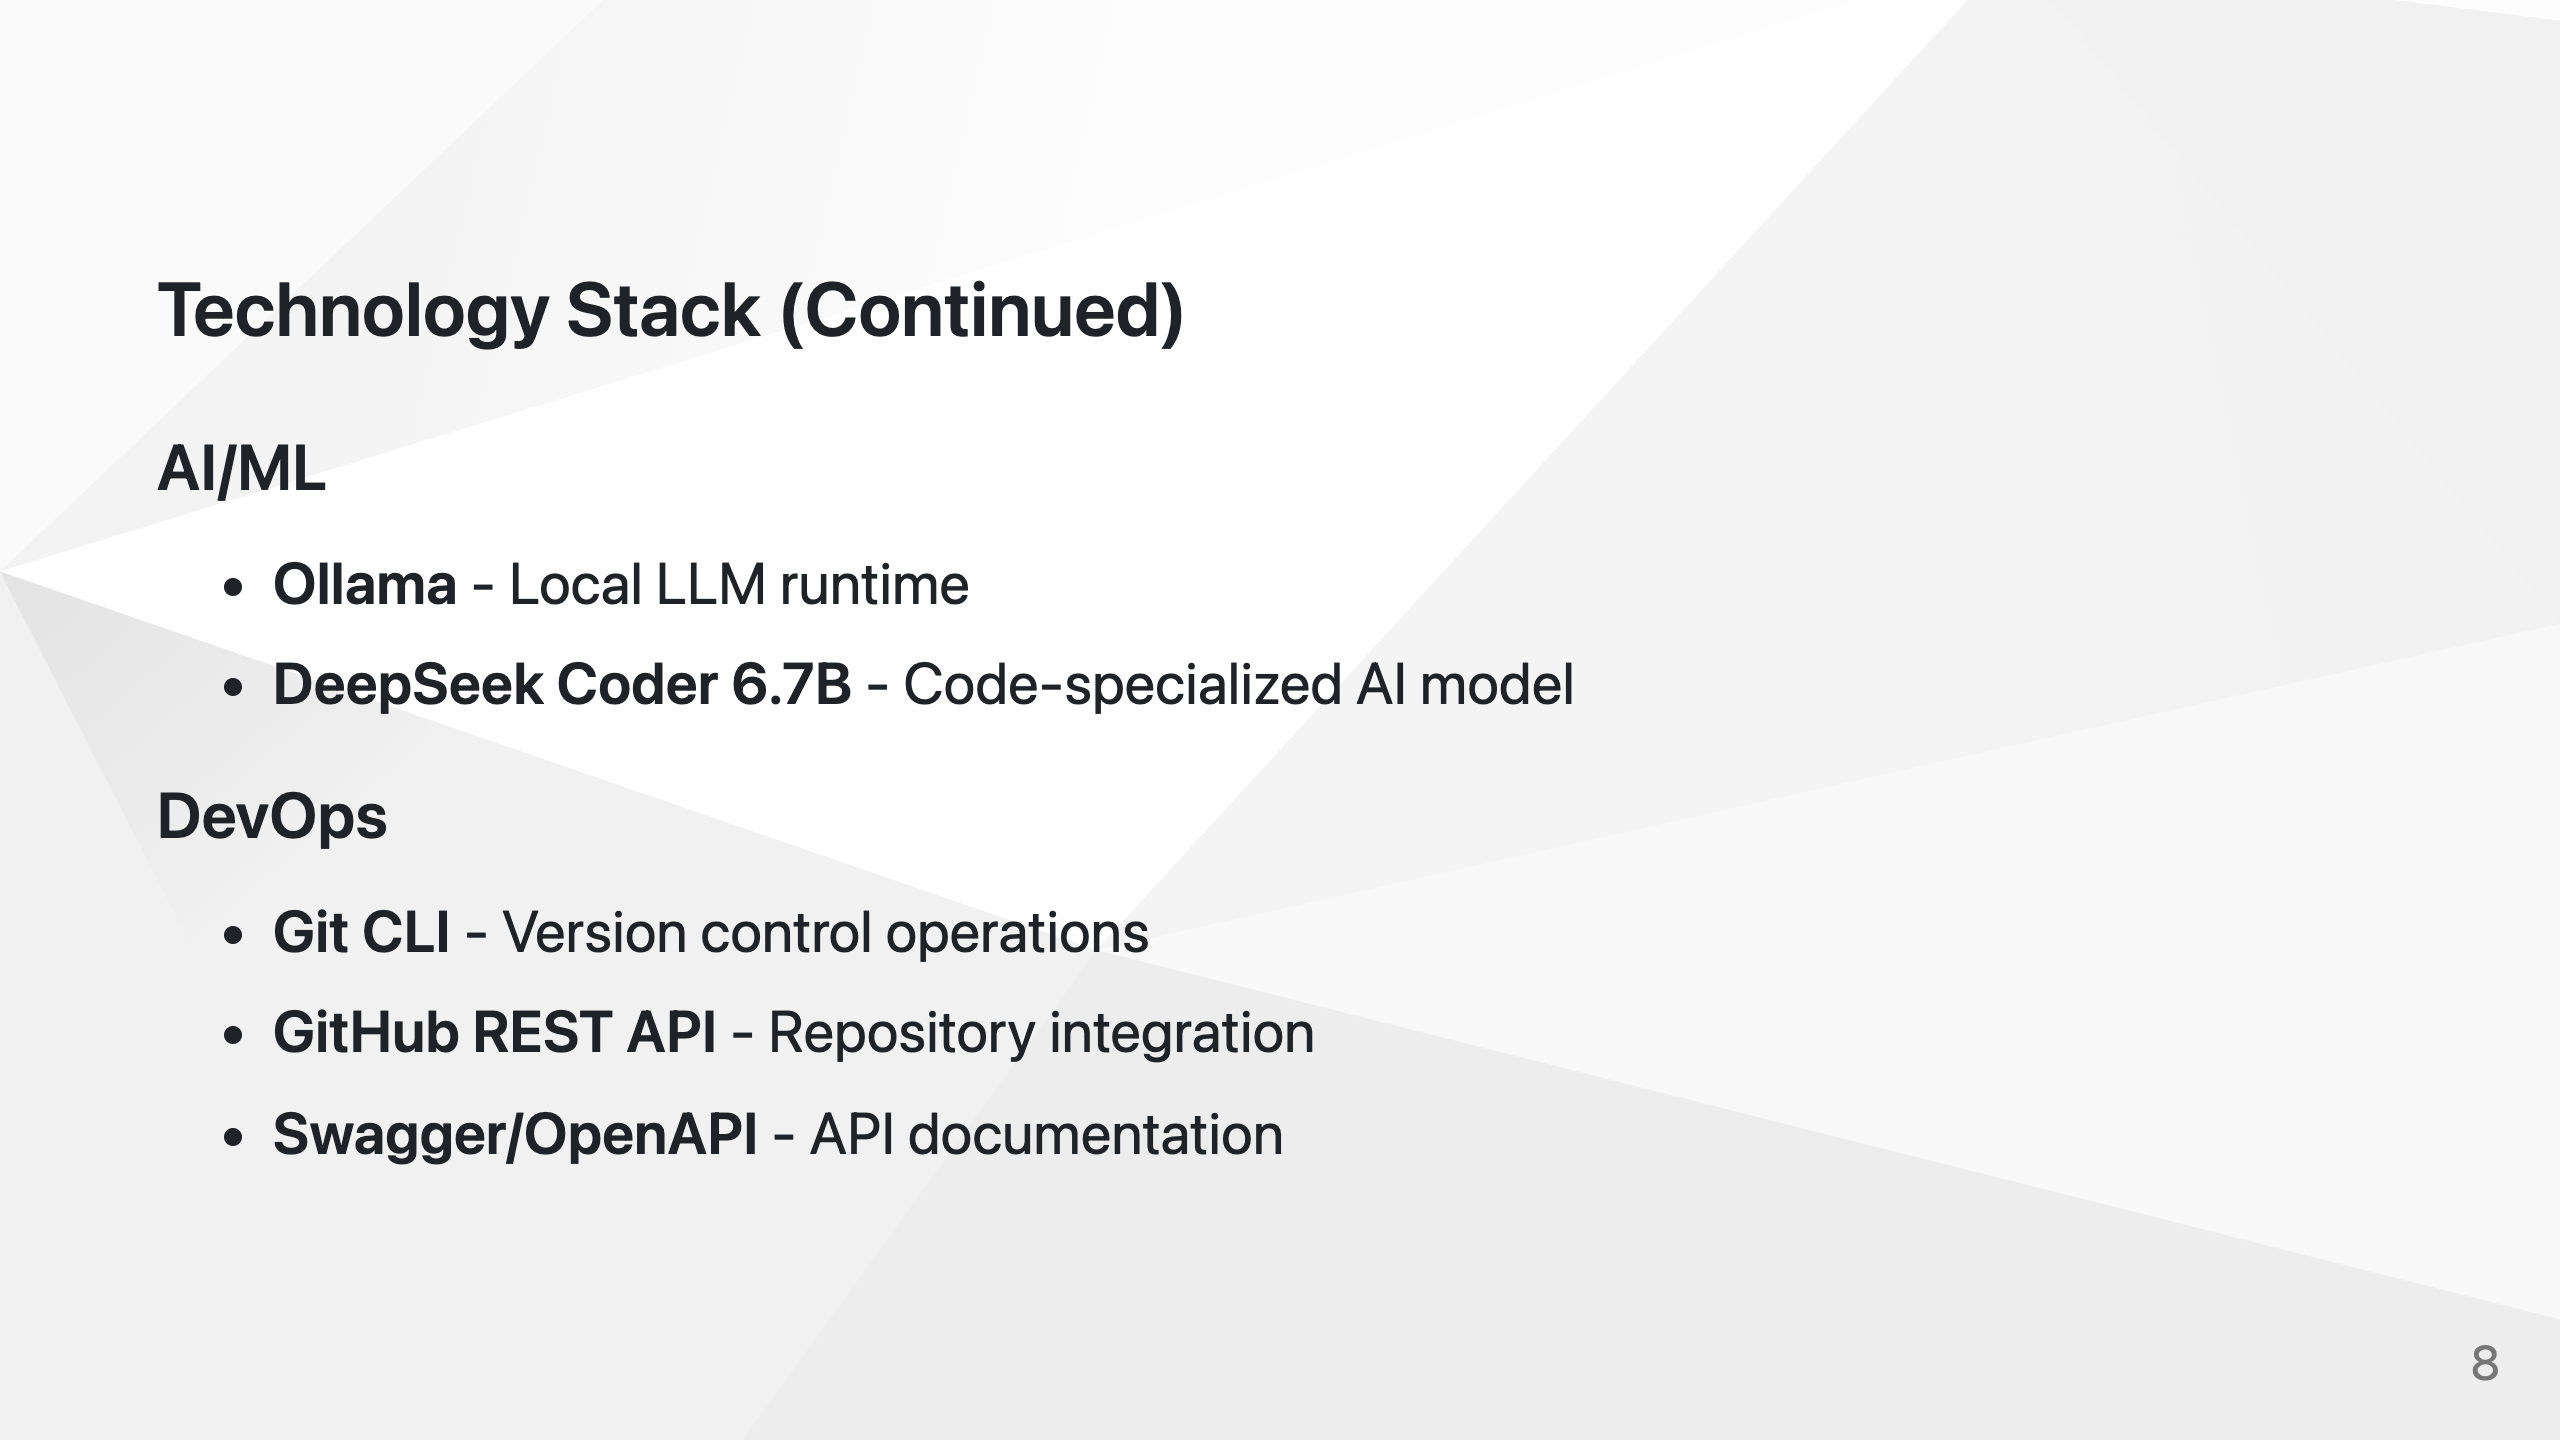 Technology Stack (Continued)
AI/ML
• Ollama - Local LLM runtime
• DeepSeek Coder 6.7B - Code-specialized AI model
DevOps
• Git CLI - Version control operations
• GitHub REST API - Repository integration
• Swagger/OpenAPI - API documentation
8